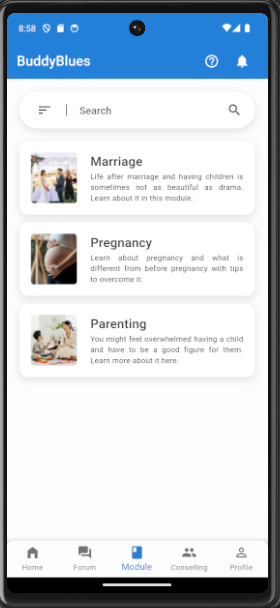 8:58
BuddyBlues
Search
Marriage
Life after marriage and having children is
sometimes not as beautiful as drama.
Learn about it in this module.
Pregnancy
Learn about pregnancy and what is
different from before pregnancy with tips
to overcome it.
Parenting
You might feel overwhelmed having a child
and have to be a good figure for them.
Learn more about it here.
Home Forum Module Conselling Profile